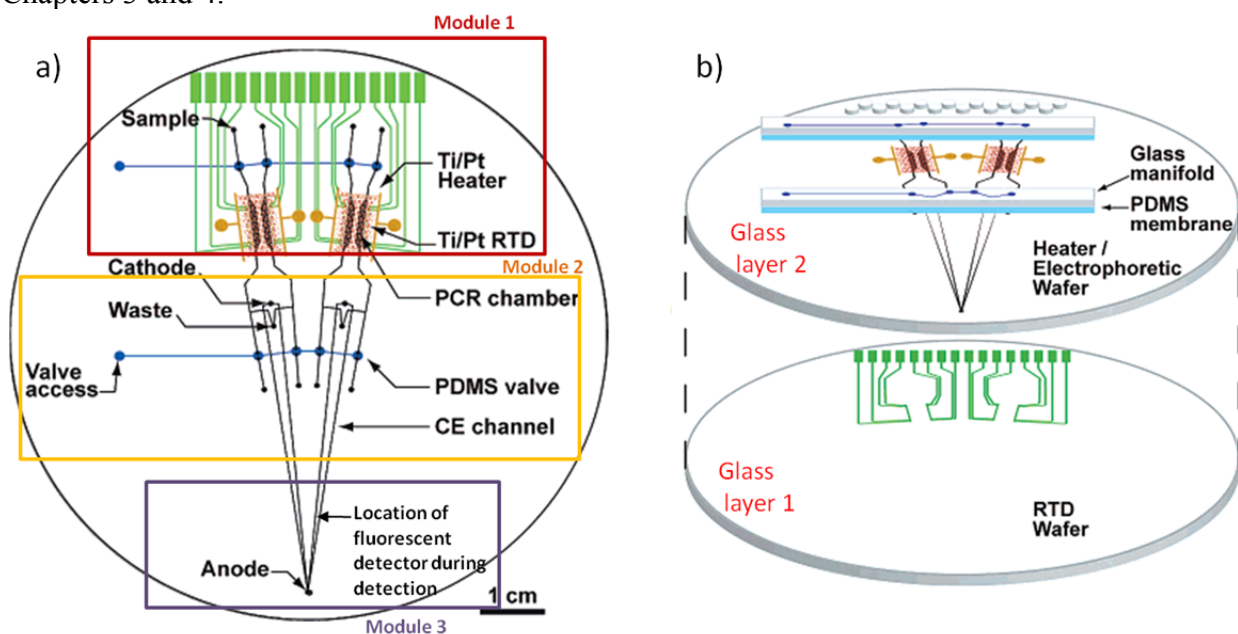 Chapters 3 and 4.
Module 1
a)
Sample
Ti/Pt
Heater
Ti/Pt RTD
Module 2
Cathode
PCR chamber
Waste
Valve
access
PDMS valve
CE channel
Location of
fluorescent
detector during
detection
Anode
1 cm
Module 3
b)
Glass
manifold
PDMS
membrane
Glass
layer 2
Heater /
Electrophoretic
Wafer
Glass
layer 1
RTD
Wafer